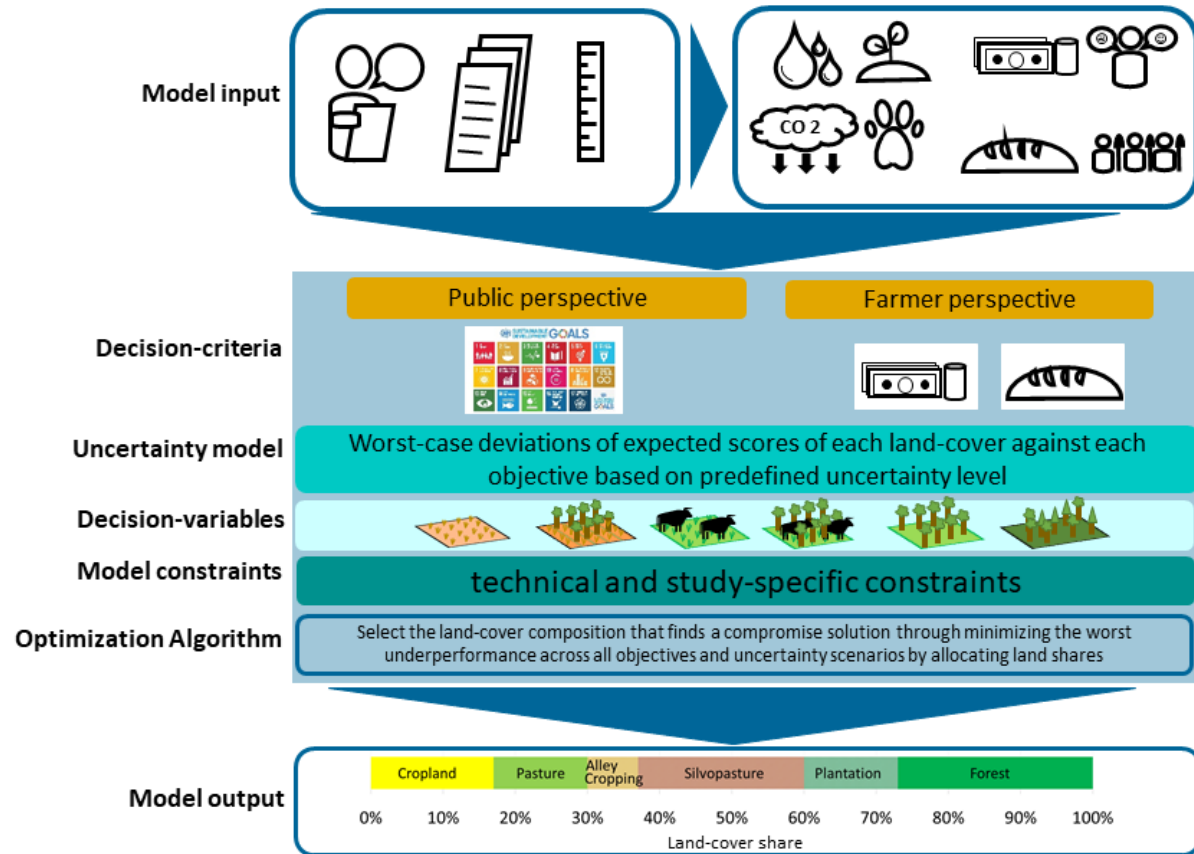 Model input
CO 2
Public perspective
Farmer perspective
Decision-criteria
SUSTAINABLE DEVELOPMENT GOALS
Uncertainty model
Worst-case deviations of expected scores of each land-cover against each
objective based on predefined uncertainty level
Decision-variables
Model constraints
technical and study-specific constraints
Optimization Algorithm
Select the land-cover composition that finds a compromise solution through minimizing the worst
underperformance across all objectives and uncertainty scenarios by allocating land shares
Model output
Cropland
Pasture
Alley
Cropping
Silvopasture
Plantation
Forest
0%
10%
20%
30%
40%
50%
60%
70%
80%
90%
100%
Land-cover share